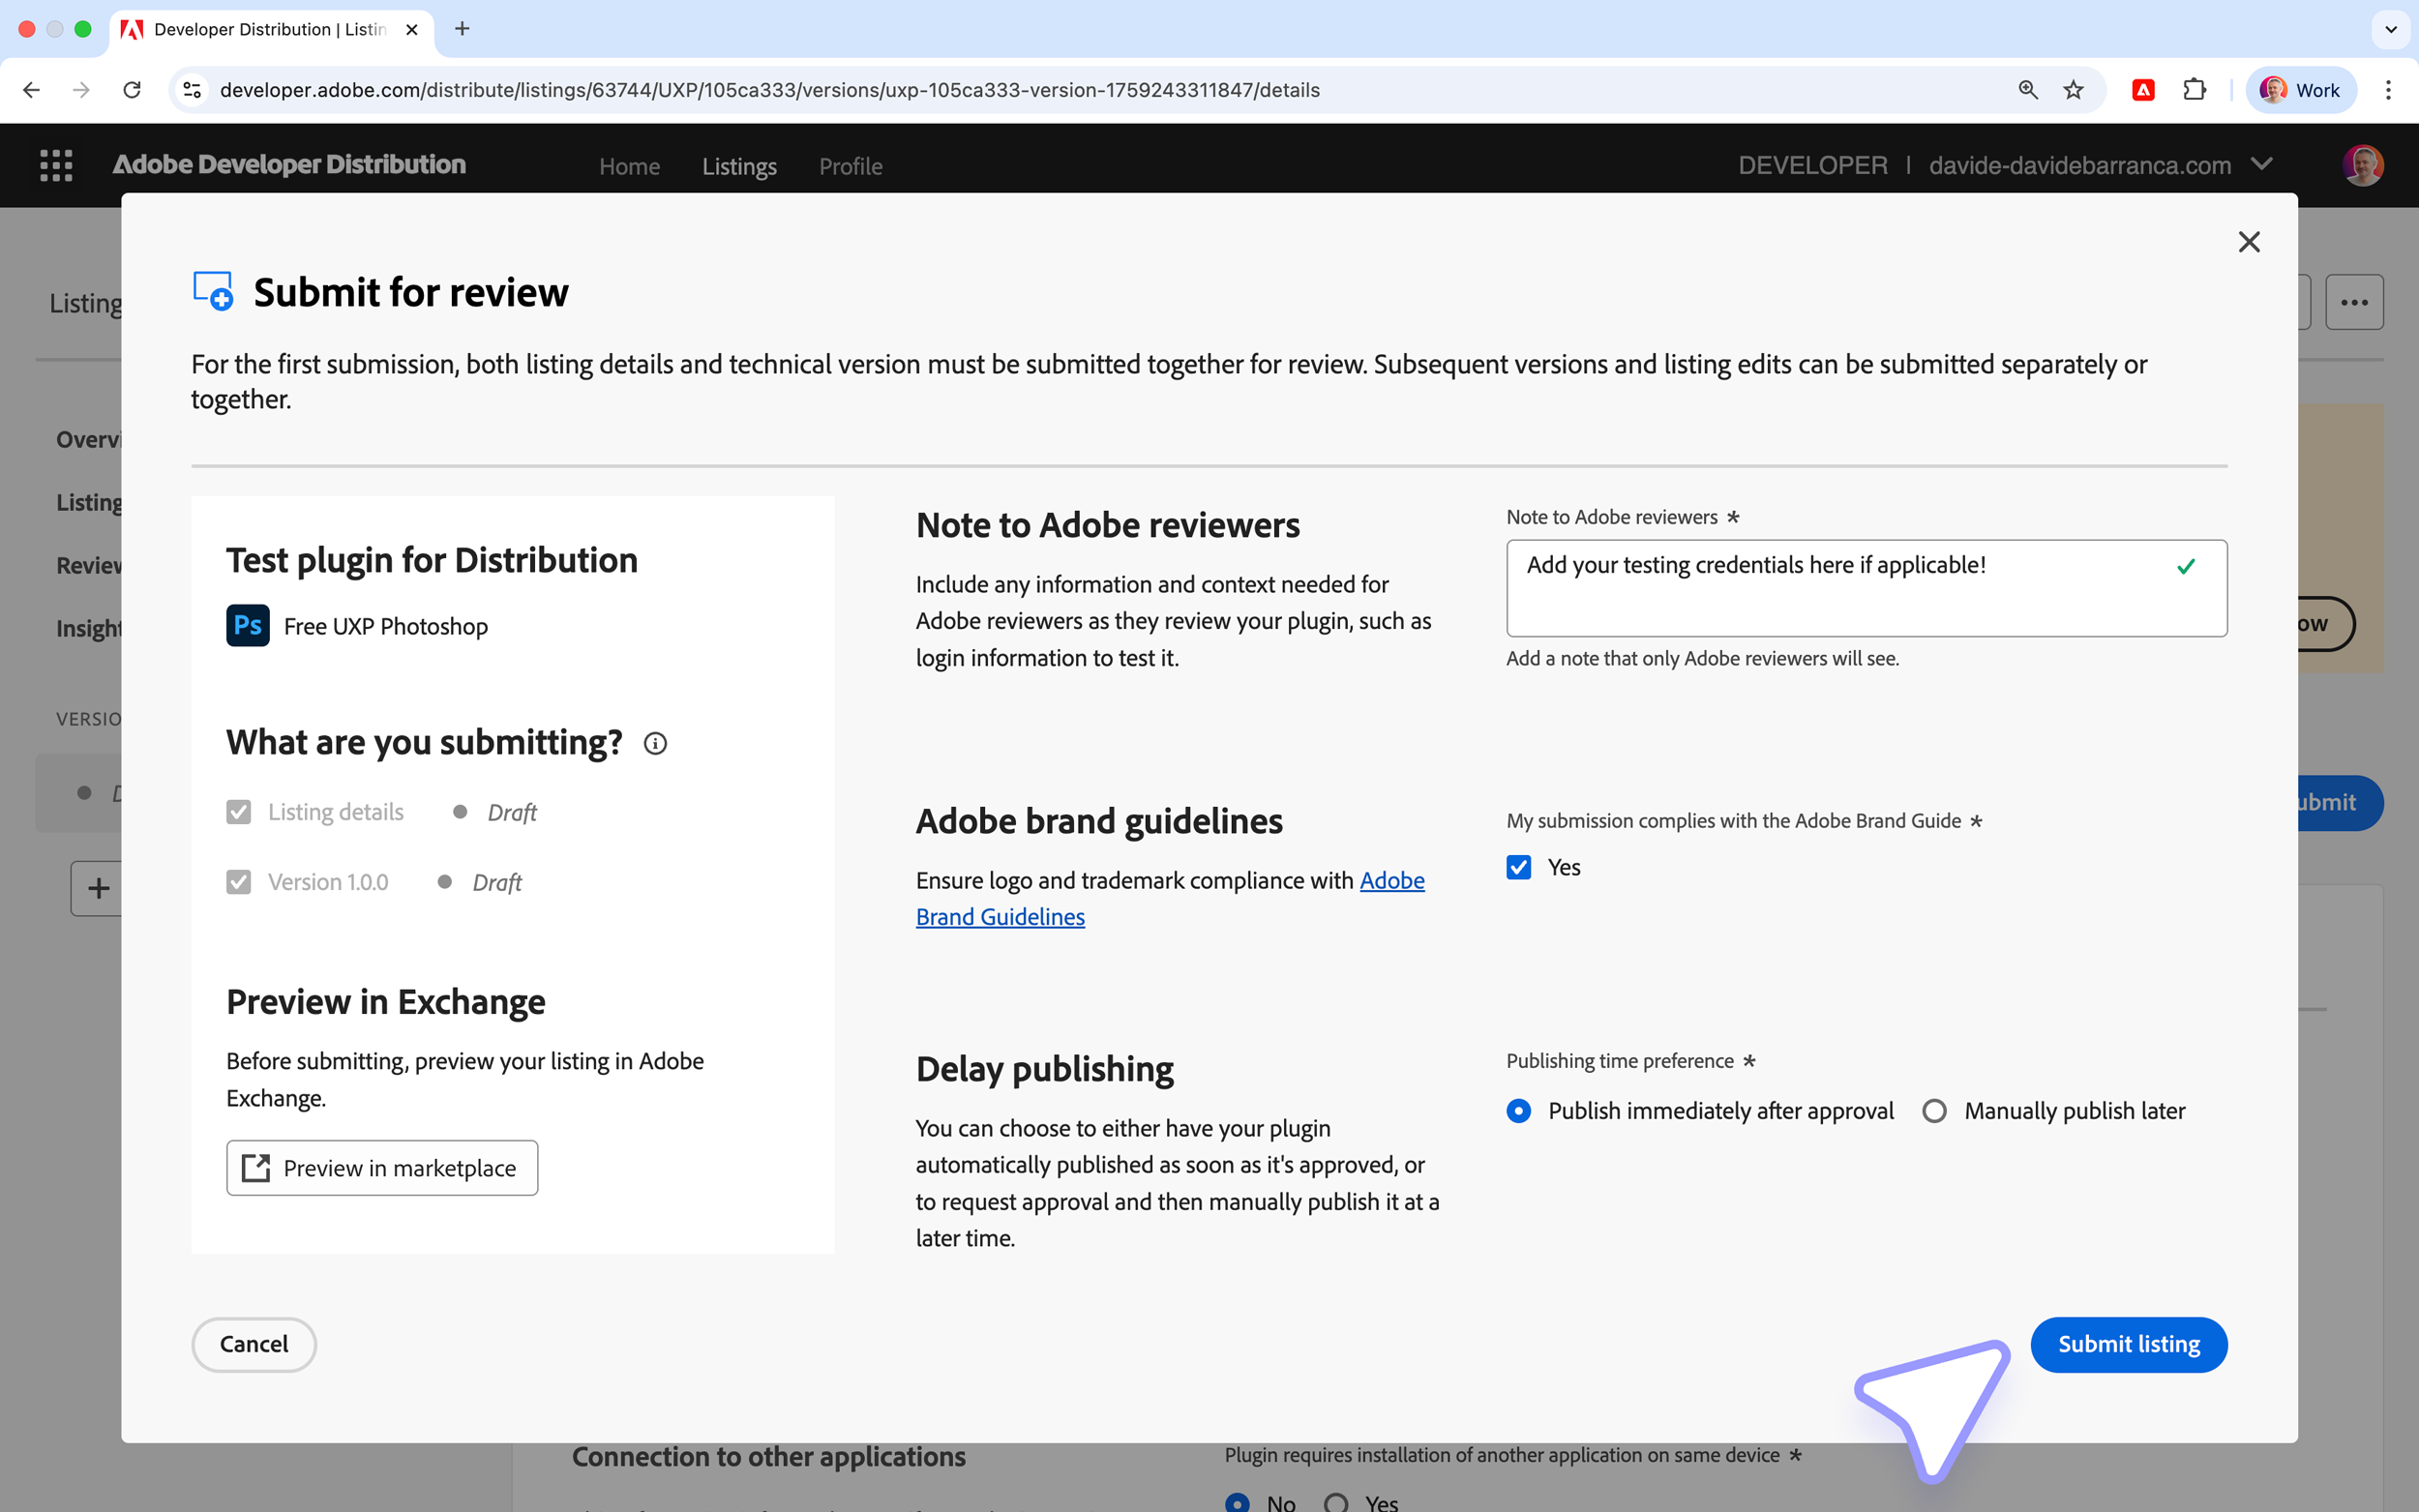 Developer Distribution | Listin
developer.adobe.com/distribute/listings/63744/UXP/105ca333/versions/uxp-105ca333-version-1759243311847/details
Work
Adobe Developer Distribution
Home
Listings
Profile
DEVELOPER | davide-davidebarranca.com
Listing
Submit for review
For the first submission, both listing details and technical version must be submitted together for review. Subsequent versions and listing edits can be submitted separately or
together.
Overvi
Listing
Review
Insight
VERSIO
Test plugin for Distribution
Ps
Free UXP Photoshop
What are you submitting?
Listing details
Draft
Version 1.0.0
Draft
Preview in Exchange
Before submitting, preview your listing in Adobe
Exchange.
Preview in marketplace
Note to Adobe reviewers
Include any information and context needed for
Adobe reviewers as they review your plugin, such as
login information to test it.
Note to Adobe reviewers *
Add your testing credentials here if applicable!
Add a note that only Adobe reviewers will see.
ow
Adobe brand guidelines
Ensure logo and trademark compliance with Adobe
Brand Guidelines
My submission complies with the Adobe Brand Guide *
Yes
ubmit
Delay publishing
You can choose to either have your plugin
automatically published as soon as it's approved, or
to request approval and then manually publish it at a
later time.
Publishing time preference *
Publish immediately after approval
Manually publish later
Cancel
Submit listing
Connection to other applications
Plugin requires installation of another application on same device *
No
Yes